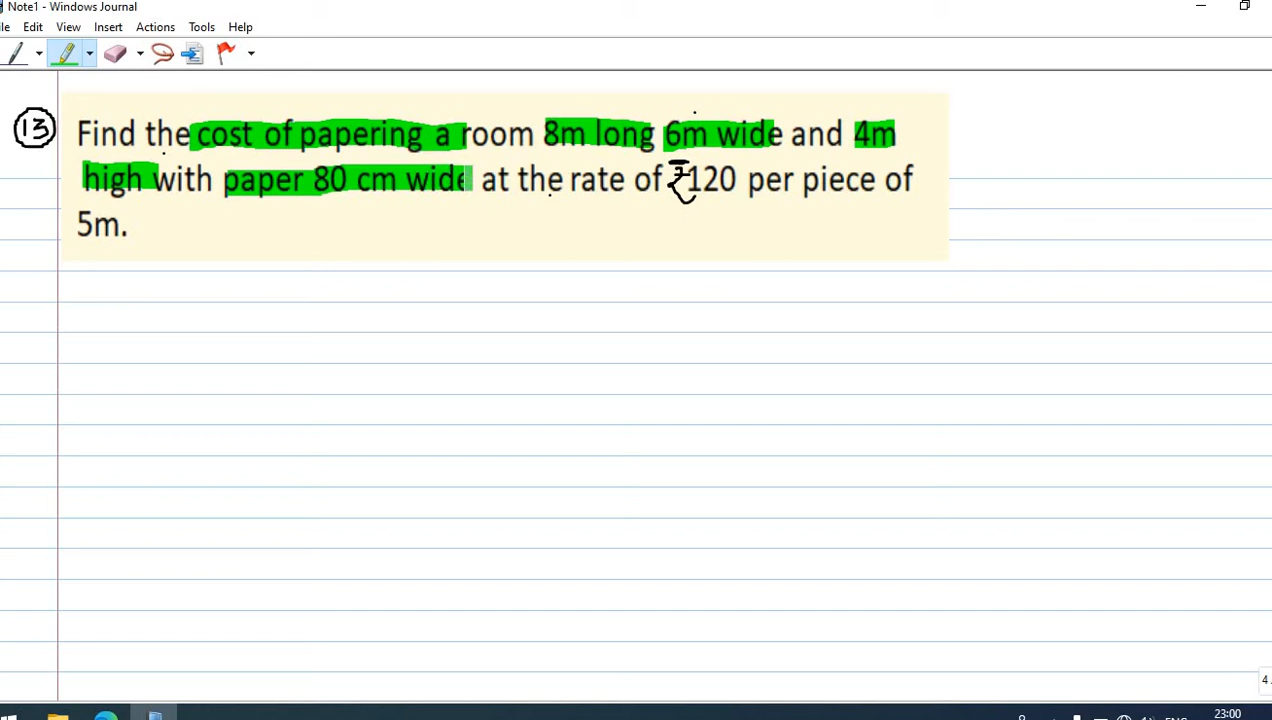 Note1 - Windows Journal
Edit View Insert Actions Tools Help
13 Find the cost of papering a room 8m long 6m wide and 4m
high with paper 80 cm wide at the rate of ₹120 per piece of
5m.
4
23:00